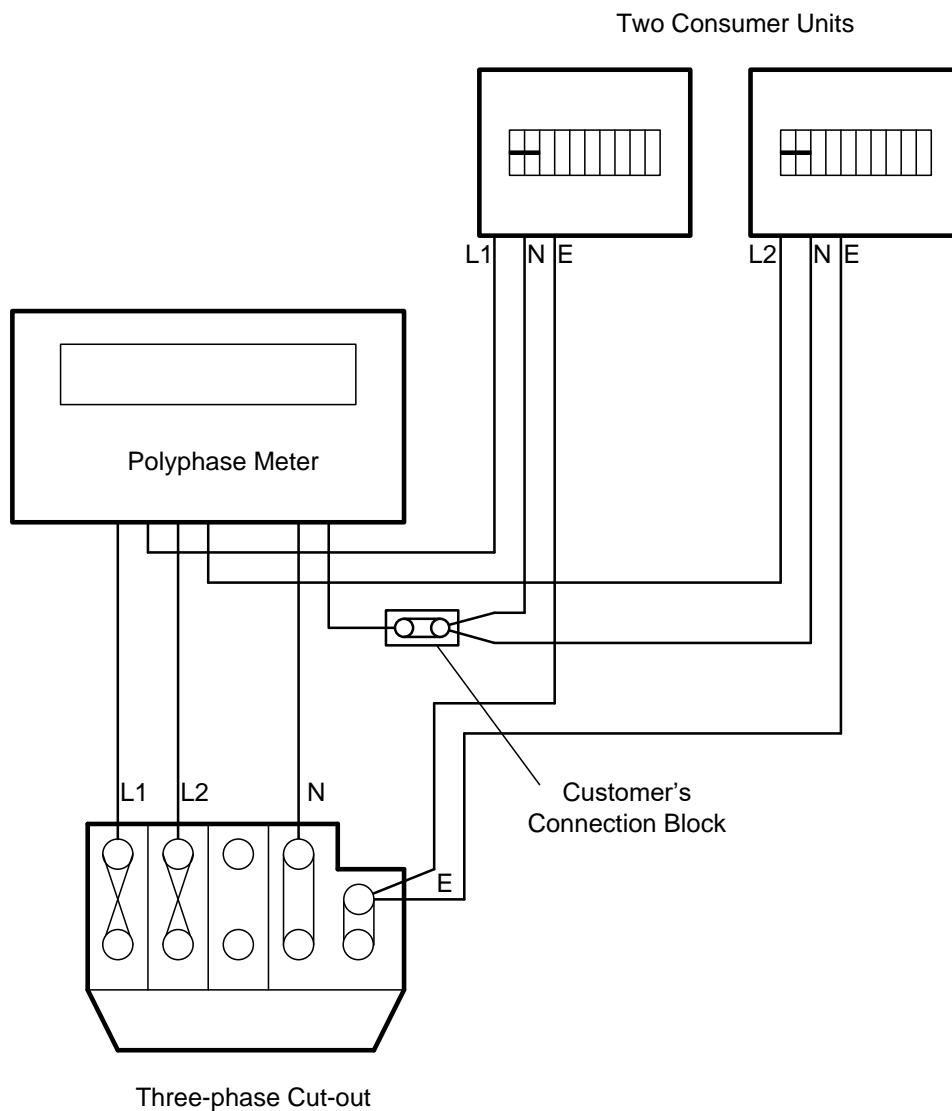 Two Consumer Units
L1 N E
L2 N E
Polyphase Meter
L1 L2 N
Customer’s
Connection Block
E
Three-phase Cut-out